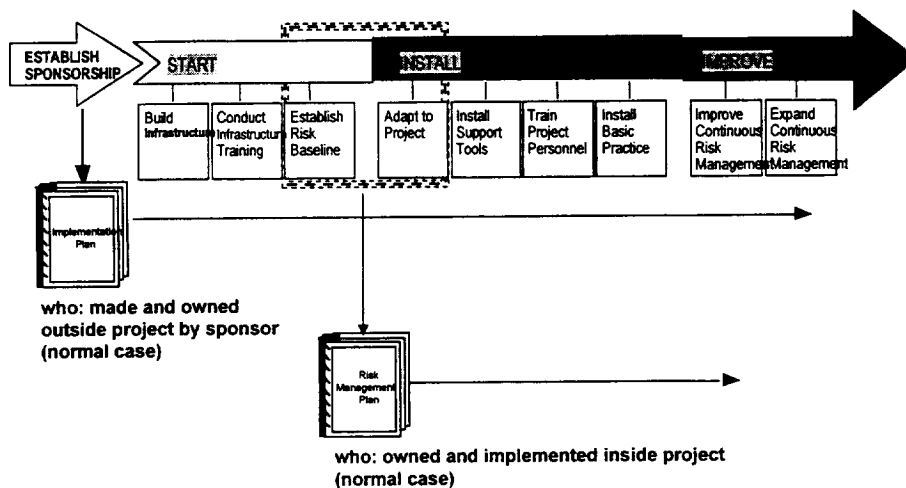 ESTABLISH
SPONSORSHIP
START
INSTALL
IMPROVE
Build
Infrastructure
Conduct
Infrastructure
Training
Establish
Risk
Baseline
Adapt to
Project
Install
Support
Tools
Train
Project
Personnel
Install
Basic
Practice
Improve
Continuous
Risk
Management
Expand
Continuous
Risk
Management
Implementation
Plan
who: made and owned
outside project by sponsor
(normal case)
Risk
Management
Plan
who: owned and implemented inside project
(normal case)